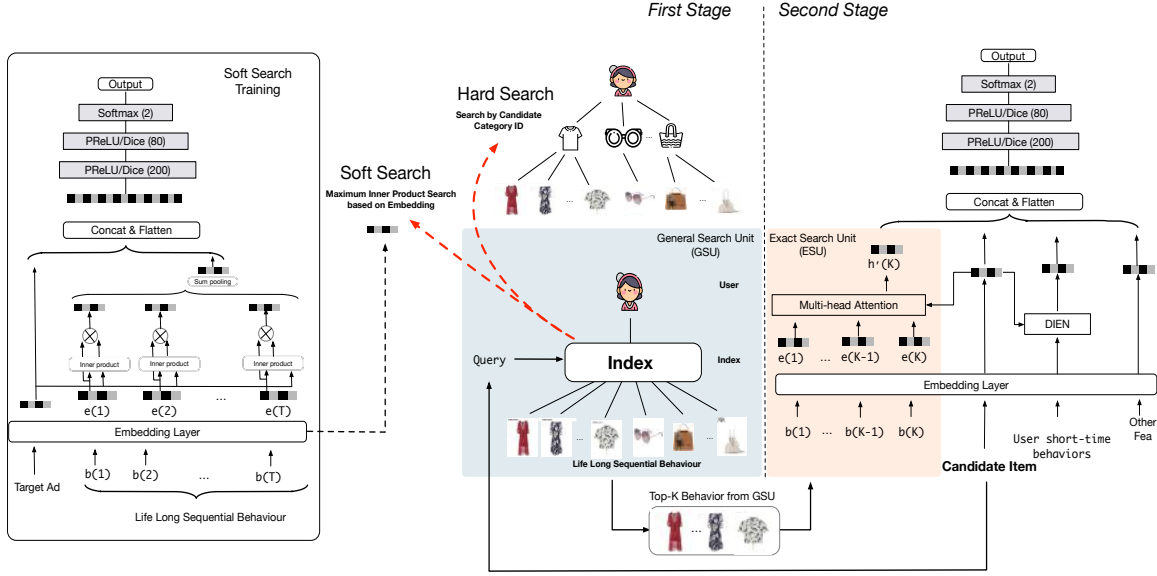 First Stage
Second Stage
Soft Search
Training
Output
Softmax (2)
PReLU/Dice (80)
PReLU/Dice (200)
Concat & Flatten
Sum pooling
Inner product
Inner product
Inner product
e(1)
e(2)
...
e(T)
Embedding Layer
Target Ad
b(1)
b(2)
...
b(T)
Life Long Sequential Behaviour
Hard Search
Search by Candidate
Category ID
...
Soft Search
Maximum Inner Product Search
based on Embedding
...
...
General Search Unit
(GSU)
User
Query
Index
Index
...
...
Life Long Sequential Behaviour
Top-K Behavior from GSU
...
Output
Softmax (2)
PReLU/Dice (80)
PReLU/Dice (200)
Concat & Flatten
Exact Search Unit
(ESU)
h'(K)
Multi-head Attention
DIEN
e(1)
...
e(K-1)
e(K)
Embedding Layer
b(1)
...
b(K-1)
b(K)
User short-time
behaviors
Other
Fea
Candidate Item